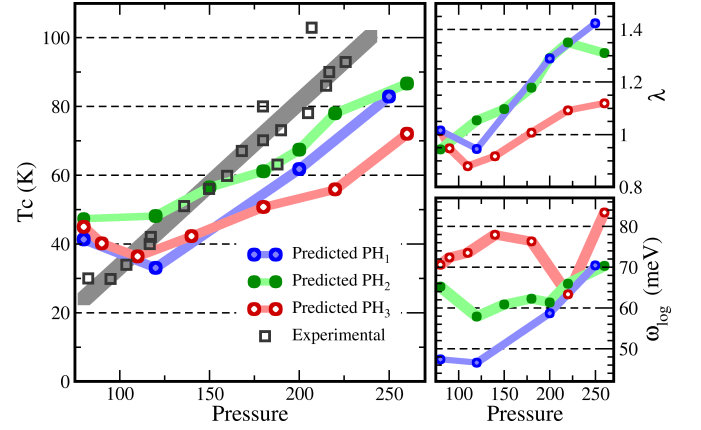 Tc (K)
100
80
60
40
20
0
100
150
200
250
Pressure
Predicted PH1
Predicted PH2
Predicted PH3
Experimental
1.4
1.2
1
0.8
λ
80
70
60
50
ωlog (meV)
100
150
200
250
Pressure